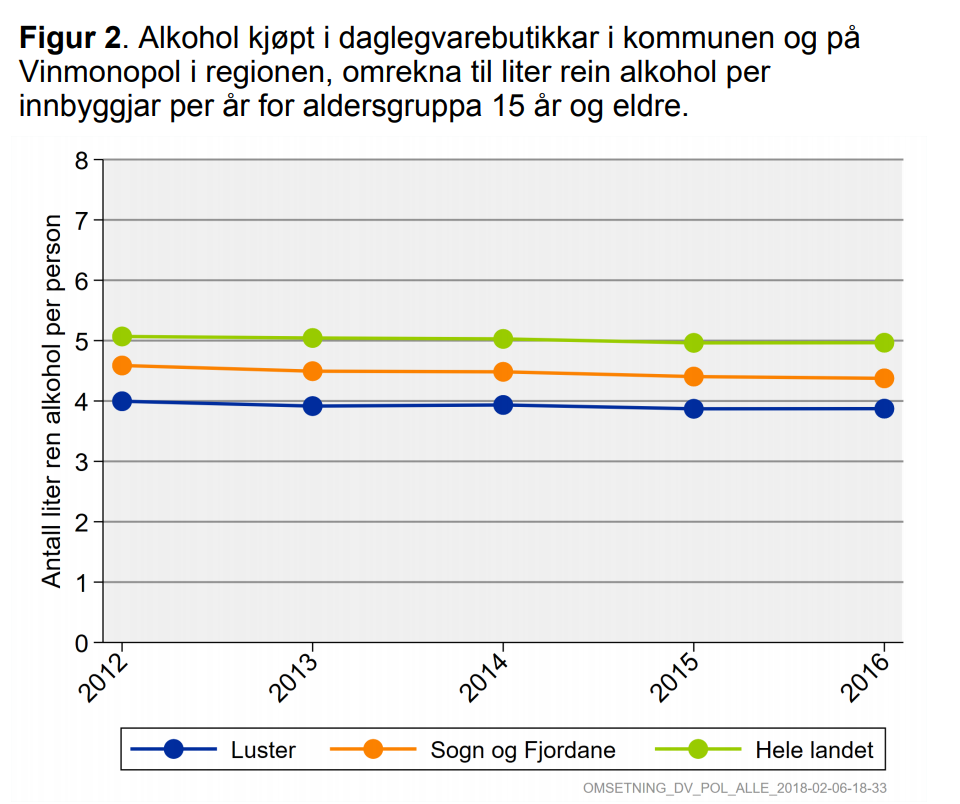 Figur 2. Alkohol kjøpt i daglegvarebutikkar i kommunen og på
Vinmonopol i regionen, omrekna til liter rein alkohol per
innbyggjar per år for aldersgruppa 15 år og eldre.
Antall liter ren alkohol per person
8
7
6
5
4
3
2
1
0
2012 2013 2014 2015 2016
Luster Sogn og Fjordane Hele landet
OMSETNING_DV_POL_ALLE_2018-02-06-18-33